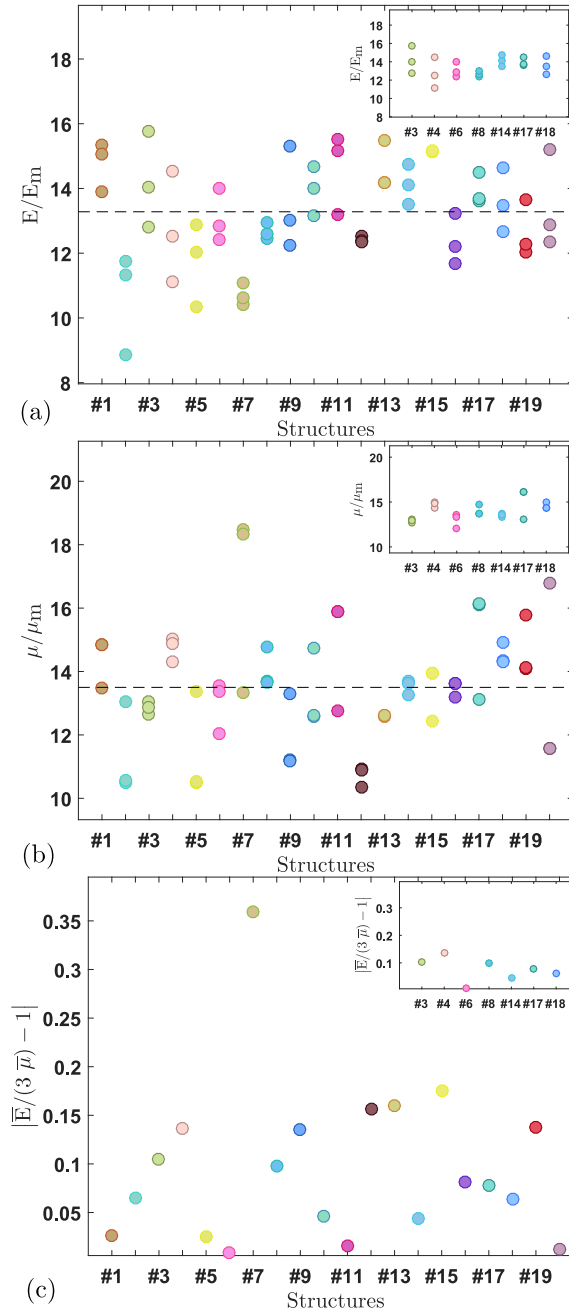 18
16
14
12
10
8
E/Em
18
16
14
12
10
8
E/Em
#3 #4 #6 #8 #14 #17 #18
#1 #3 #5 #7 #9 #11 #13 #15 #17 #19
(a)
Structures
20
18
16
14
12
10
μ/μm
20
15
10
μ/μm
#3 #4 #6 #8 #14 #17 #18
#1 #3 #5 #7 #9 #11 #13 #15 #17 #19
(b)
Structures
0.35
0.3
0.25
0.2
0.15
0.1
0.05
|E̅/(3 μ̅) − 1|
0.3
0.2
0.1
|E̅/(3 μ̅) − 1|
#3 #4 #6 #8 #14 #17 #18
#1 #3 #5 #7 #9 #11 #13 #15 #17 #19
(c)
Structures